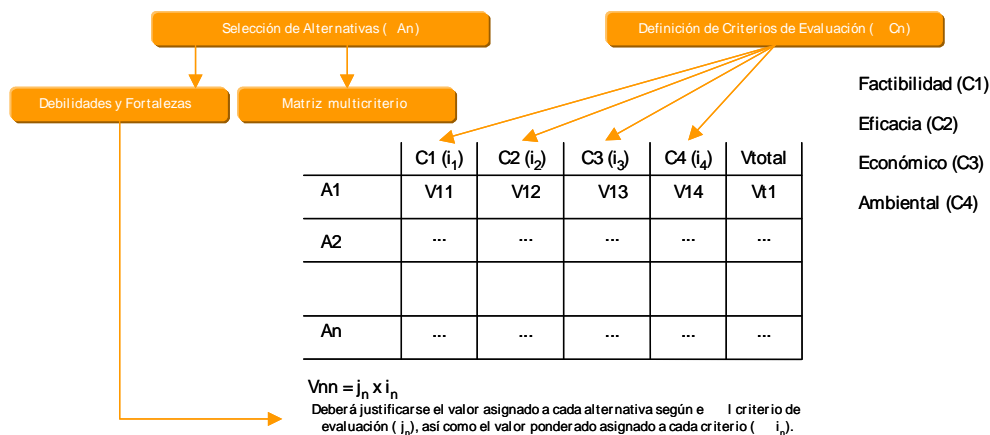 Selección de Alternativas ( An)
Definición de Criterios de Evaluación ( Cn)
Debilidades y Fortalezas
Matriz multicriterio
Factibilidad (C1)
Eficacia (C2)
Económico (C3)
Ambiental (C4)
C1 (i1) C2 (i2) C3 (i3) C4 (i4) Vtotal
A1 V11 V12 V13 V14 Vt1
A2 ... ... ... ... ...
An ... ... ... ... ...
Vnn = jn x in
Deberá justificarse el valor asignado a cada alternativa según e l criterio de
evaluación ( jn), así como el valor ponderado asignado a cada criterio ( in).